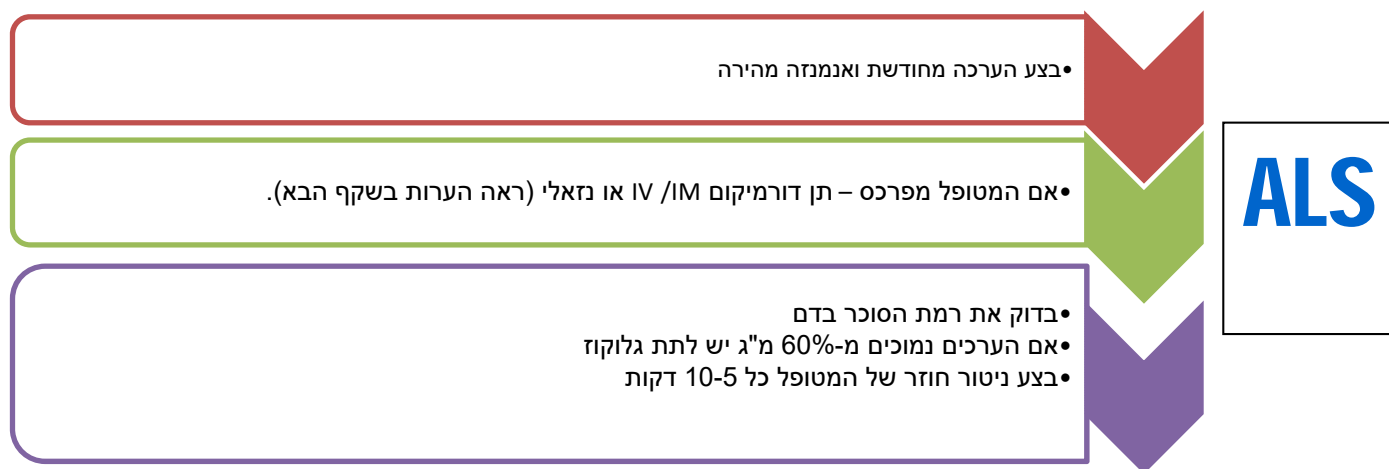 •בצע הערכה מחודשת ואנמנזה מהירה
•אם המטופל מפרכס – תן דורמיקום IV /IM או נזאלי (ראה הערות בשקף הבא).
ALS
•בדוק את רמת הסוכר בדם
•אם הערכים נמוכים מ-60% מ"ג יש לתת גלוקוז
•בצע ניטור חוזר של המטופל כל 10-5 דקות